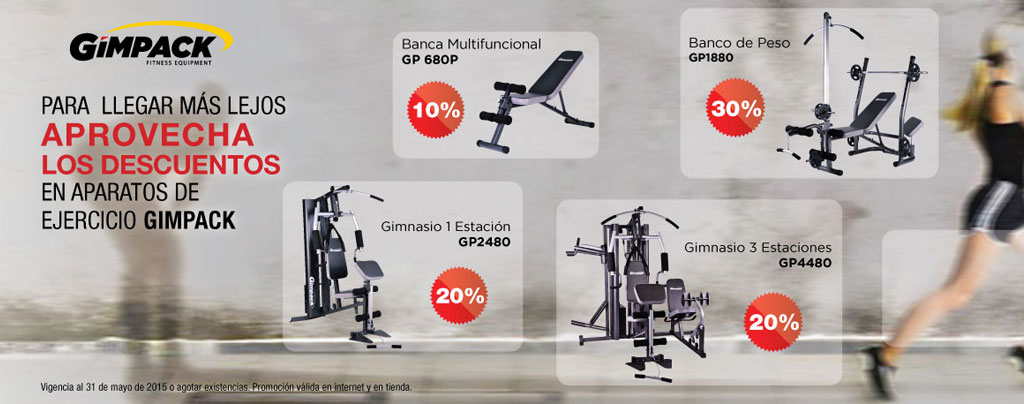 GiMPACK
FITNESS EQUIPMENT
PARA LLEGAR MÁS LEJOS
APROVECHA
LOS DESCUENTOS
EN APARATOS DE
EJERCICIO GIMPACK
Banca Multifuncional
GP 680P
10%
Banco de Peso
GP1880
30%
Gimnasio 1 Estación
GP2480
20%
Gimnasio 3 Estaciones
GP4480
20%
Vigencia al 31 de mayo de 2015 o agotar existencias. Promoción válida en internet y en tienda.